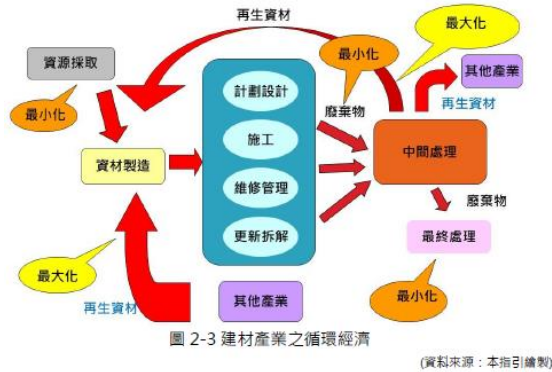 再生資材
最大化
最小化
資源採取
其他產業
計劃設計
廢棄物
再生資材
最小化
施工
中間處理
資材製造
維修管理
廢棄物
更新拆解
最終處理
最大化
其他產業
最小化
再生資材
圖 2-3 建材產業之循環經濟
(資料來源：本指引繪製)